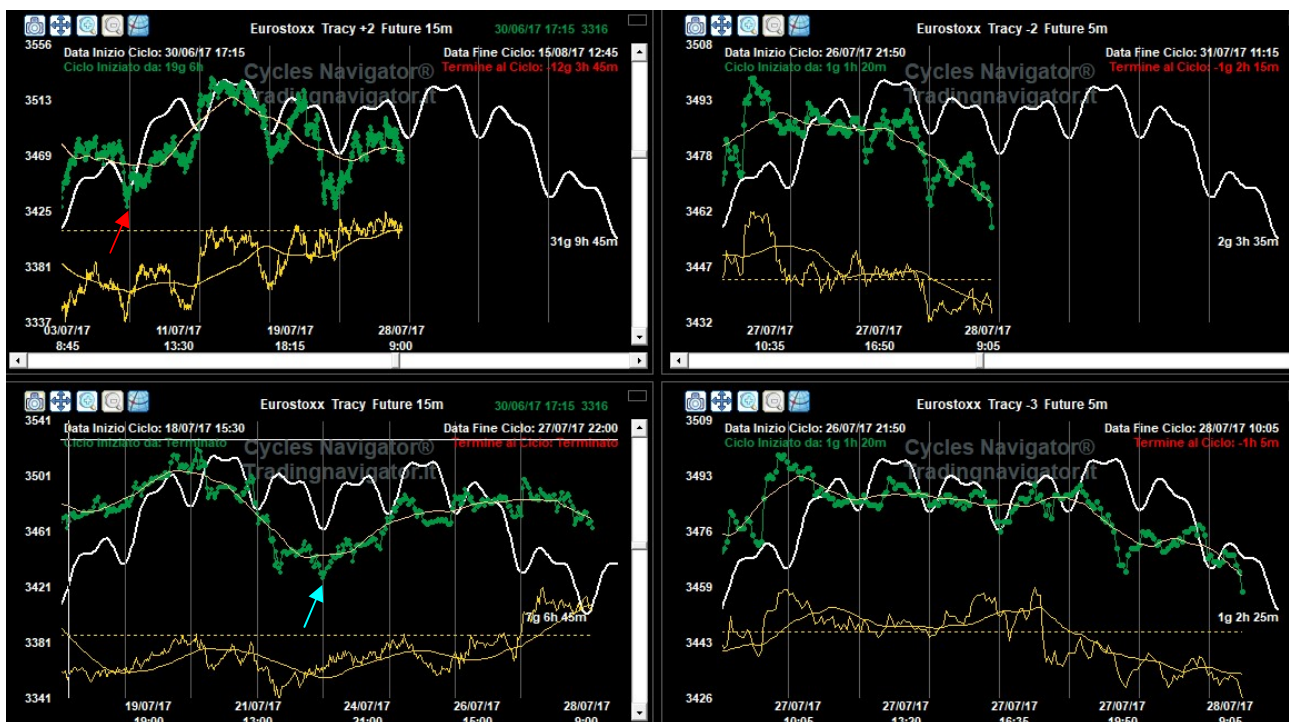 Eurostoxx Tracy +2 Future 15m 30/06/17 17:15 3316
3556
Data Inizio Ciclo: 30/06/17 17:15 Data Fine Ciclo: 15/08/17 12:45
Ciclo Iniziato da: 19g 6h Termine al Ciclo: -12g 3h 45m
Cycles Navigator®
Tradingnavigator.it
3513
3469
3425
31g 9h 45m
3381
3337
03/07/17 11/07/17 19/07/17 28/07/17
8:45 13:30 18:15 9:00
Eurostoxx Tracy -2 Future 5m
3508
Data Inizio Ciclo: 26/07/17 21:50 Data Fine Ciclo: 31/07/17 11:15
Ciclo Iniziato da: 1g 1h 20m Termine al Ciclo: -1g 2h 15m
Cycles Navigator®
Tradingnavigator.it
3493
3478
3462
2g 3h 35m
3447
3432
27/07/17 27/07/17 28/07/17
10:35 16:50 9:05
Eurostoxx Tracy Future 15m 30/06/17 17:15 3316
3541
Data Inizio Ciclo: 18/07/17 15:30 Data Fine Ciclo: 27/07/17 22:00
Ciclo Iniziato da: Terminato Termine al Ciclo: Terminato
Cycles Navigator®
Tradingnavigator.it
3501
3461
3421
7g 6h 45m
3381
3341
19/07/17 21/07/17 24/07/17 26/07/17 28/07/17
19:00 13:00 21:00 15:00 9:00
Eurostoxx Tracy -3 Future 5m
3509
Data Inizio Ciclo: 26/07/17 21:50 Data Fine Ciclo: 28/07/17 10:05
Ciclo Iniziato da: 1g 1h 20m Termine al Ciclo: -1h 5m
Cycles Navigator®
Tradingnavigator.it
3493
3476
3459
1g 2h 25m
3443
3426
27/07/17 27/07/17 27/07/17 27/07/17 28/07/17
10:05 13:20 16:35 19:50 9:05